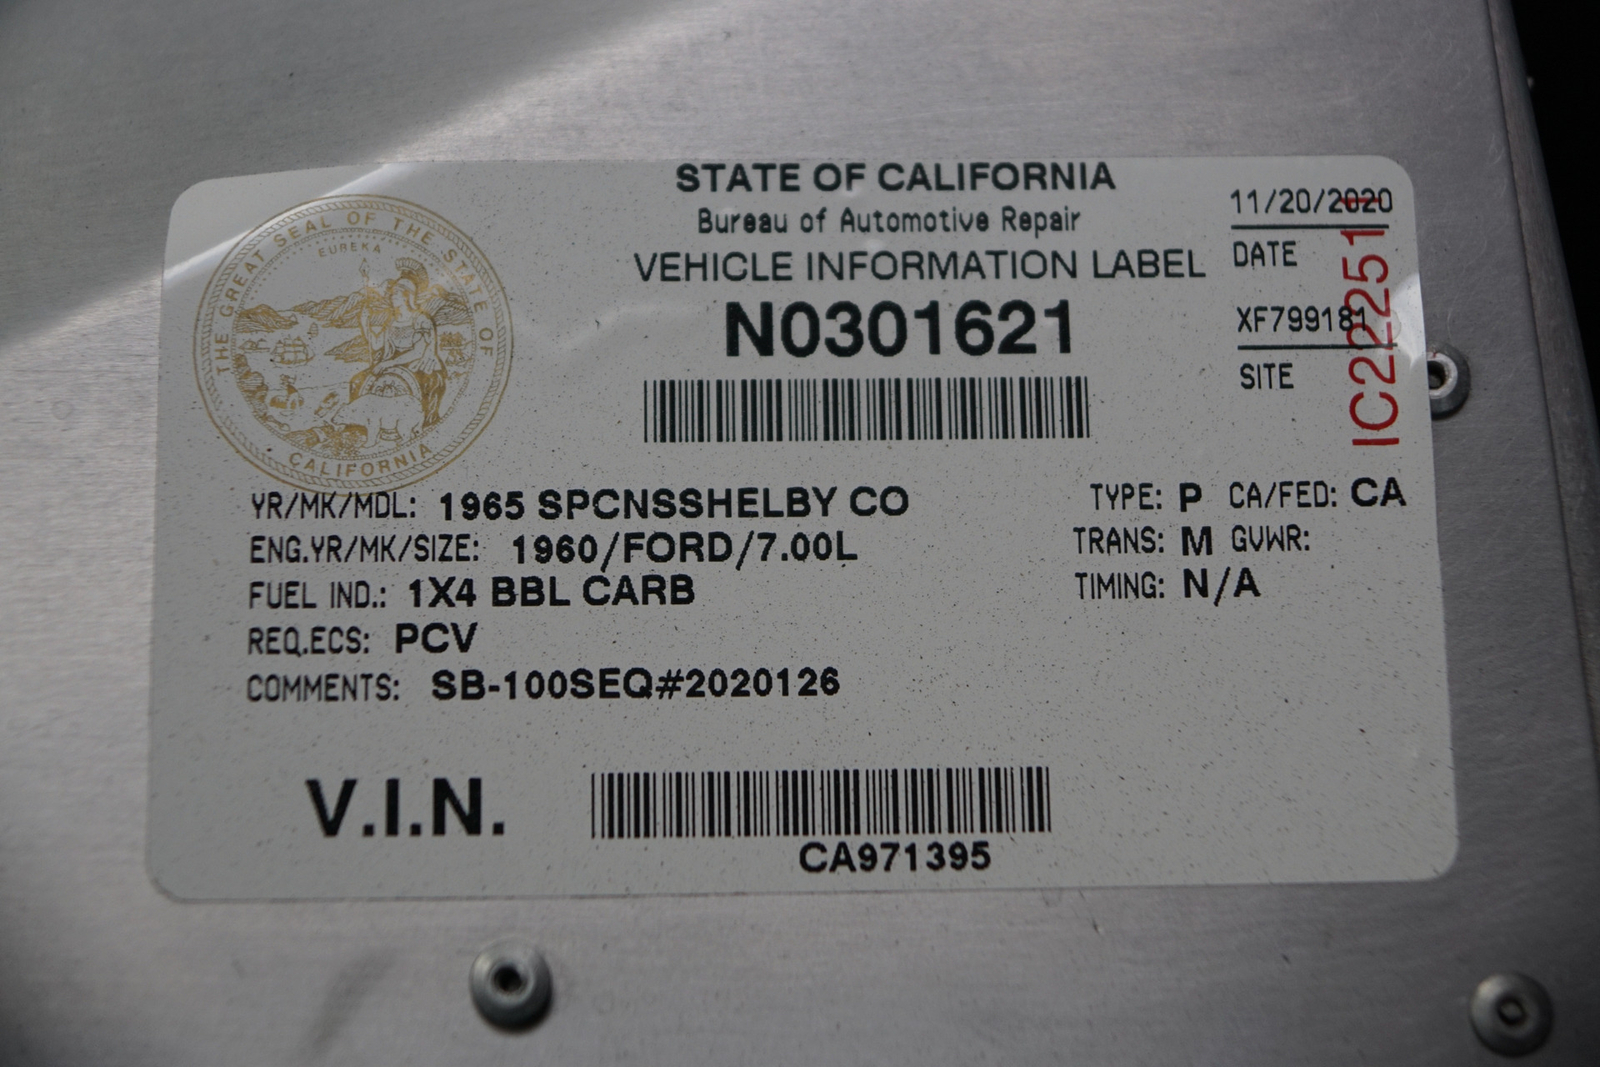 STATE OF CALIFORNIA
Bureau of Automotive Repair
VEHICLE INFORMATION LABEL
N0301621
11/20/2020
DATE
XF799181
SITE
IC22251
THE GREAT SEAL OF THE STATE OF CALIFORNIA
EUREKA
YR/MK/MDL: 1965 SPCNSSHELBY CO TYPE: P CA/FED: CA
ENG.YR/MK/SIZE: 1960/FORD/7.00L TRANS: M GVWR:
FUEL IND.: 1X4 BBL CARB TIMING: N/A
REQ.ECS: PCV
COMMENTS: SB-100SEQ#2020126
V.I.N.
CA971395